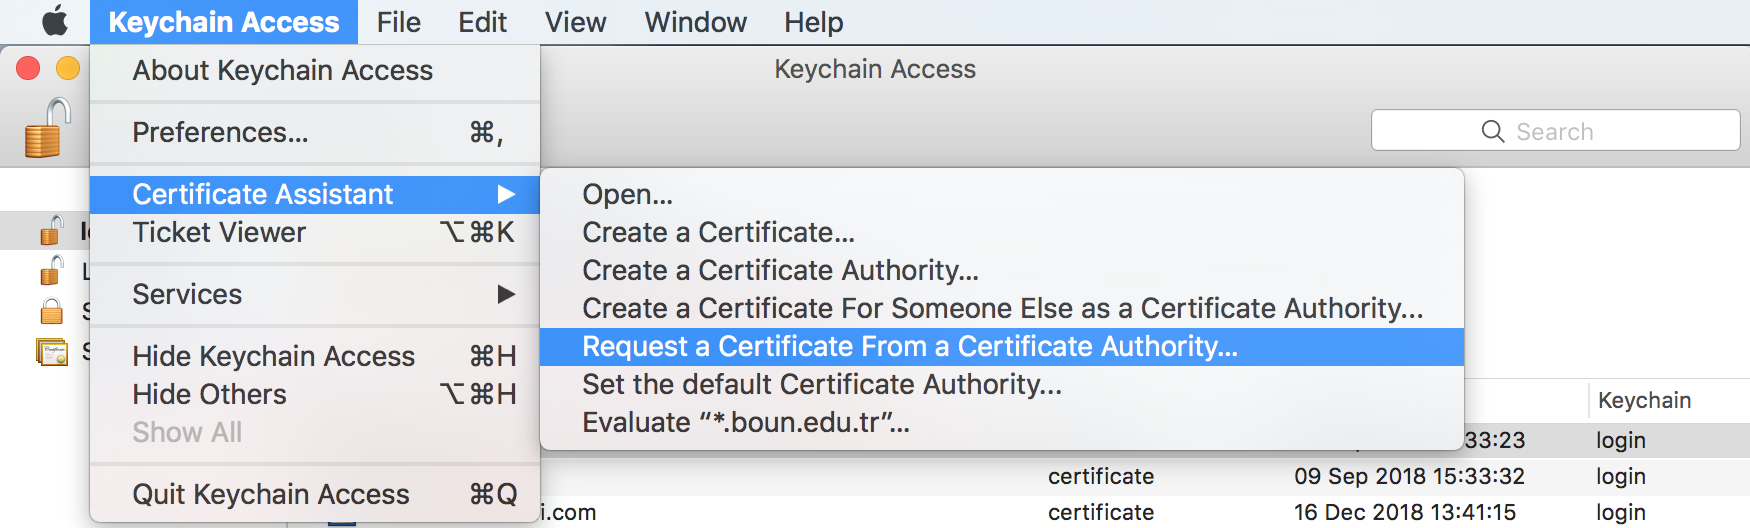 Keychain Access File Edit View Window Help
Keychain Access
About Keychain Access
Preferences... ⌘,
Search
Certificate Assistant ▶
Ticket Viewer ⌥⌘K
Services ▶
Hide Keychain Access ⌘H
Hide Others ⌥⌘H
Show All
Quit Keychain Access ⌘Q
Open...
Create a Certificate...
Create a Certificate Authority...
Create a Certificate For Someone Else as a Certificate Authority...
Request a Certificate From a Certificate Authority...
Set the default Certificate Authority...
Evaluate “*.boun.edu.tr”...
Keychain
33:23 login
certificate 09 Sep 2018 15:33:32 login
i.com certificate 16 Dec 2018 13:41:15 login